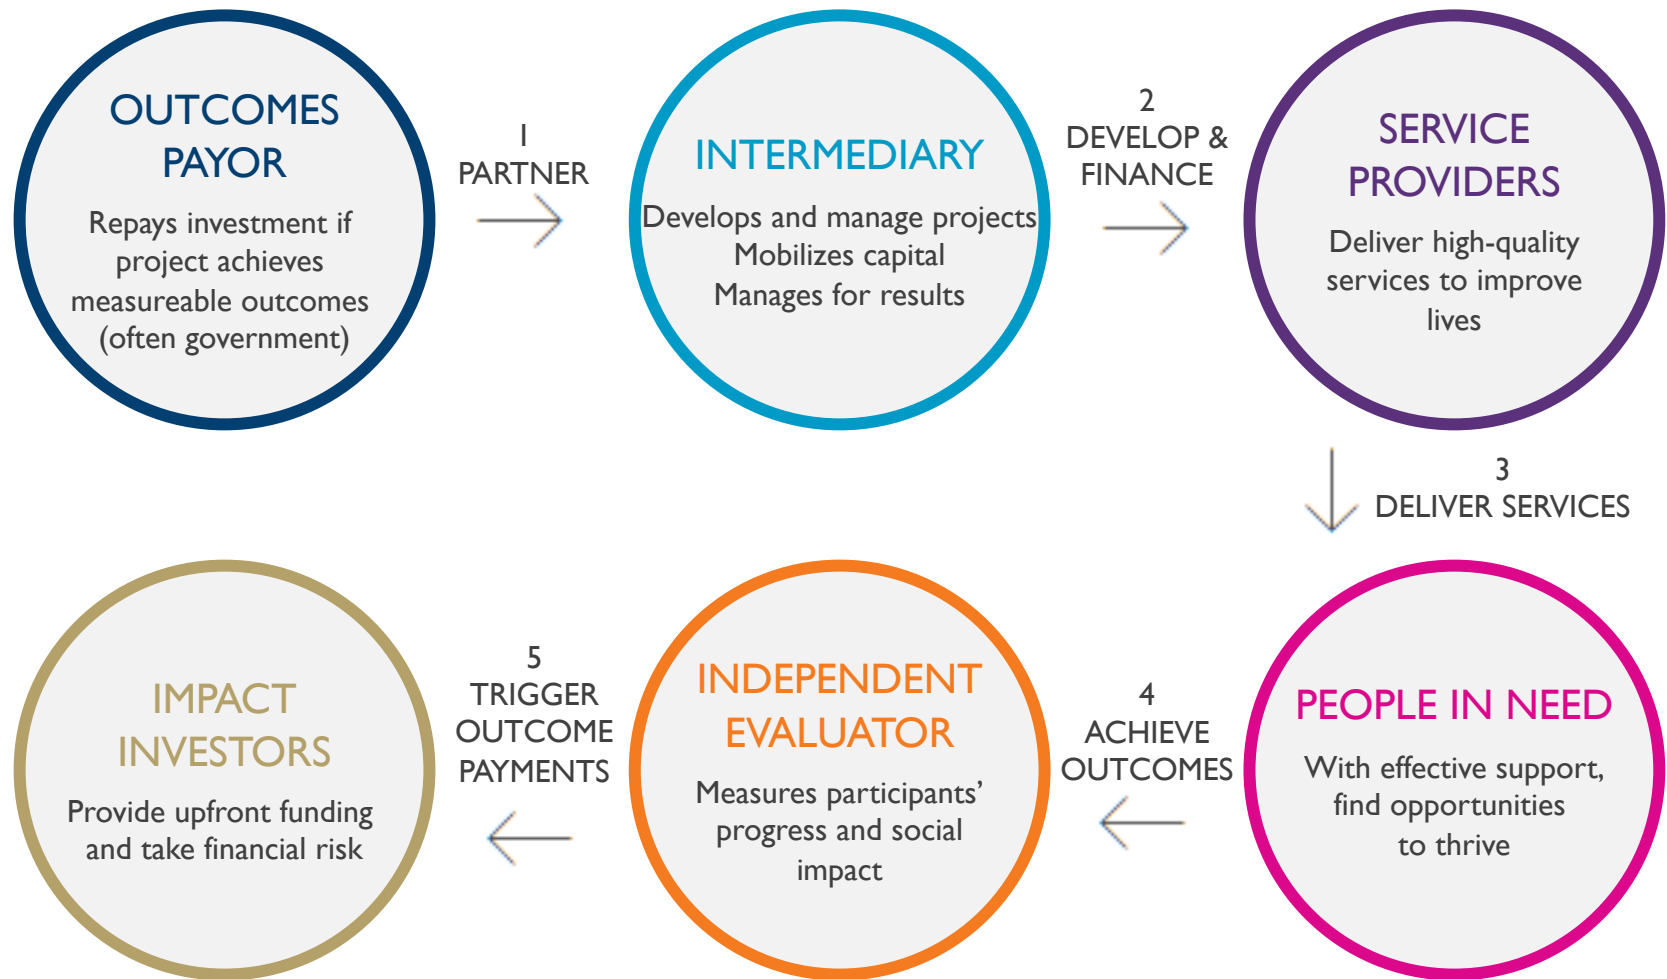 OUTCOMES
PAYOR
Repays investment if
project achieves
measureable outcomes
(often government)
1
PARTNER
INTERMEDIARY
Develops and manage projects
Mobilizes capital
Manages for results
2
DEVELOP &
FINANCE
SERVICE
PROVIDERS
Deliver high-quality
services to improve
lives
3
DELIVER SERVICES
PEOPLE IN NEED
With effective support,
find opportunities
to thrive
4
ACHIEVE
OUTCOMES
INDEPENDENT
EVALUATOR
Measures participants’
progress and social
impact
5
TRIGGER
OUTCOME
PAYMENTS
IMPACT
INVESTORS
Provide upfront funding
and take financial risk